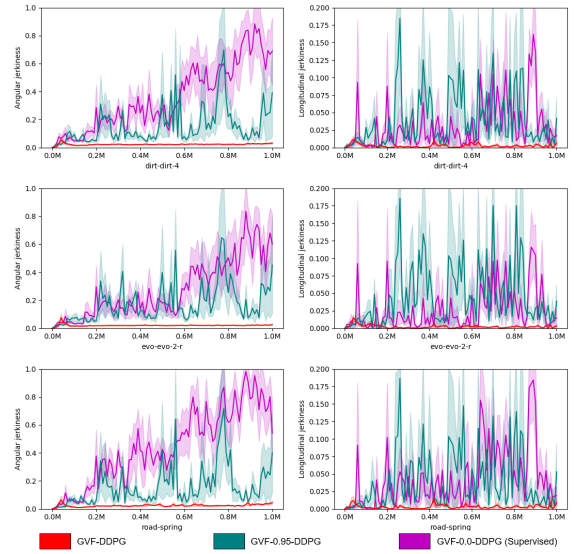 1.0
0.8
0.6
0.4
0.2
0.0
Angular jerkiness
0.0M 0.2M 0.4M 0.6M 0.8M 1.0M
dirt-dirt-4
0.200
0.175
0.150
0.125
0.100
0.075
0.050
0.025
0.000
Longitudinal jerkiness
0.0M 0.2M 0.4M 0.6M 0.8M 1.0M
dirt-dirt-4
1.0
0.8
0.6
0.4
0.2
0.0
Angular jerkiness
0.0M 0.2M 0.4M 0.6M 0.8M 1.0M
evo-evo-2-r
0.200
0.175
0.150
0.125
0.100
0.075
0.050
0.025
0.000
Longitudinal jerkiness
0.0M 0.2M 0.4M 0.6M 0.8M 1.0M
evo-evo-2-r
1.0
0.8
0.6
0.4
0.2
0.0
Angular jerkiness
0.0M 0.2M 0.4M 0.6M 0.8M 1.0M
road-spring
0.200
0.175
0.150
0.125
0.100
0.075
0.050
0.025
0.000
Longitudinal jerkiness
0.0M 0.2M 0.4M 0.6M 0.8M 1.0M
road-spring
GVF-DDPG GVF-0.95-DDPG GVF-0.0-DDPG (Supervised)